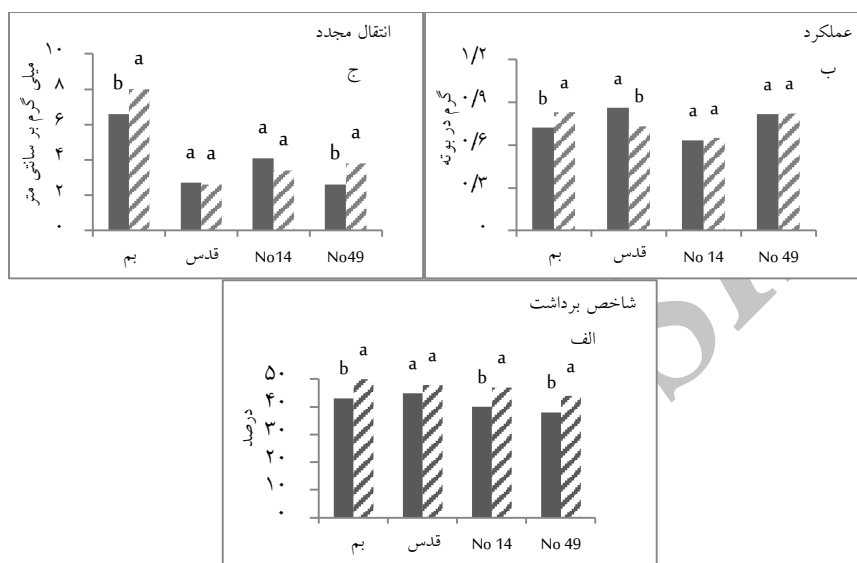 عملکرد
ب
گرم در بوته
۱/۲
۰/۹
۰/۶
۰/۳
۰
b a a b a a a a
بم قدس No 14 No 49
انتقال مجدد
ج
میلی گرم بر سانتی متر
۱۰
۸
۶
۴
۲
۰
b a a a a a b a
بم قدس No14 No49
شاخص برداشت
الف
درصد
۵۰
۴۰
۳۰
۲۰
۱۰
۰
b a a a b a b a
بم قدس No 14 No 49